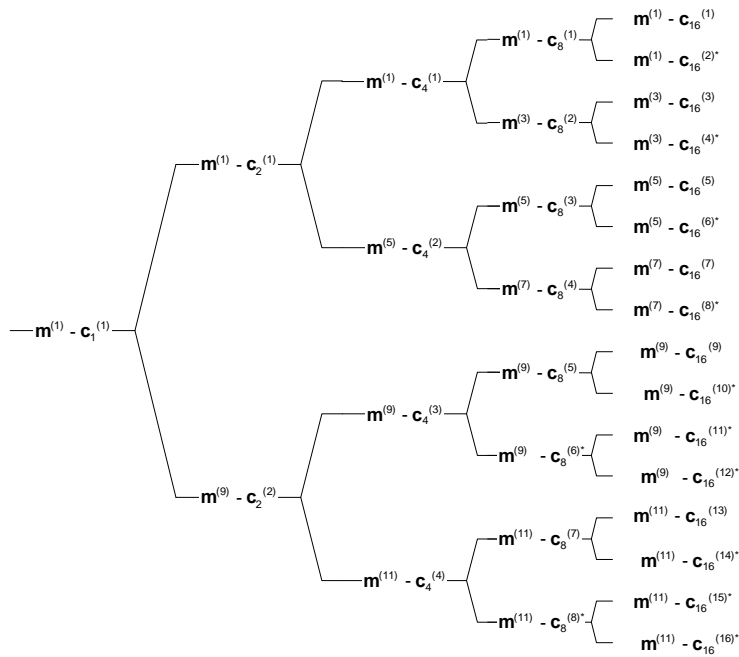 m⁽¹⁾ - c₁₆⁽¹⁾
m⁽¹⁾ - c₈⁽¹⁾
m⁽¹⁾ - c₁₆⁽²⁾*
m⁽¹⁾ - c₄⁽¹⁾
m⁽³⁾ - c₁₆⁽³⁾
m⁽³⁾ - c₈⁽²⁾
m⁽³⁾ - c₁₆⁽⁴⁾*
m⁽¹⁾ - c₂⁽¹⁾
m⁽⁵⁾ - c₁₆⁽⁵⁾
m⁽⁵⁾ - c₈⁽³⁾
m⁽⁵⁾ - c₁₆⁽⁶⁾*
m⁽⁵⁾ - c₄⁽²⁾
m⁽⁷⁾ - c₁₆⁽⁷⁾
m⁽⁷⁾ - c₈⁽⁴⁾
m⁽⁷⁾ - c₁₆⁽⁸⁾*
m⁽¹⁾ - c₁⁽¹⁾
m⁽⁹⁾ - c₁₆⁽⁹⁾
m⁽⁹⁾ - c₈⁽⁵⁾
m⁽⁹⁾ - c₁₆⁽¹⁰⁾*
m⁽⁹⁾ - c₄⁽³⁾
m⁽⁹⁾ - c₁₆⁽¹¹⁾*
m⁽⁹⁾ - c₈⁽⁶⁾*
m⁽⁹⁾ - c₁₆⁽¹²⁾*
m⁽⁹⁾ - c₂⁽²⁾
m⁽¹¹⁾ - c₁₆⁽¹³⁾
m⁽¹¹⁾ - c₈⁽⁷⁾
m⁽¹¹⁾ - c₁₆⁽¹⁴⁾*
m⁽¹¹⁾ - c₄⁽⁴⁾
m⁽¹¹⁾ - c₁₆⁽¹⁵⁾*
m⁽¹¹⁾ - c₈⁽⁸⁾*
m⁽¹¹⁾ - c₁₆⁽¹⁶⁾*